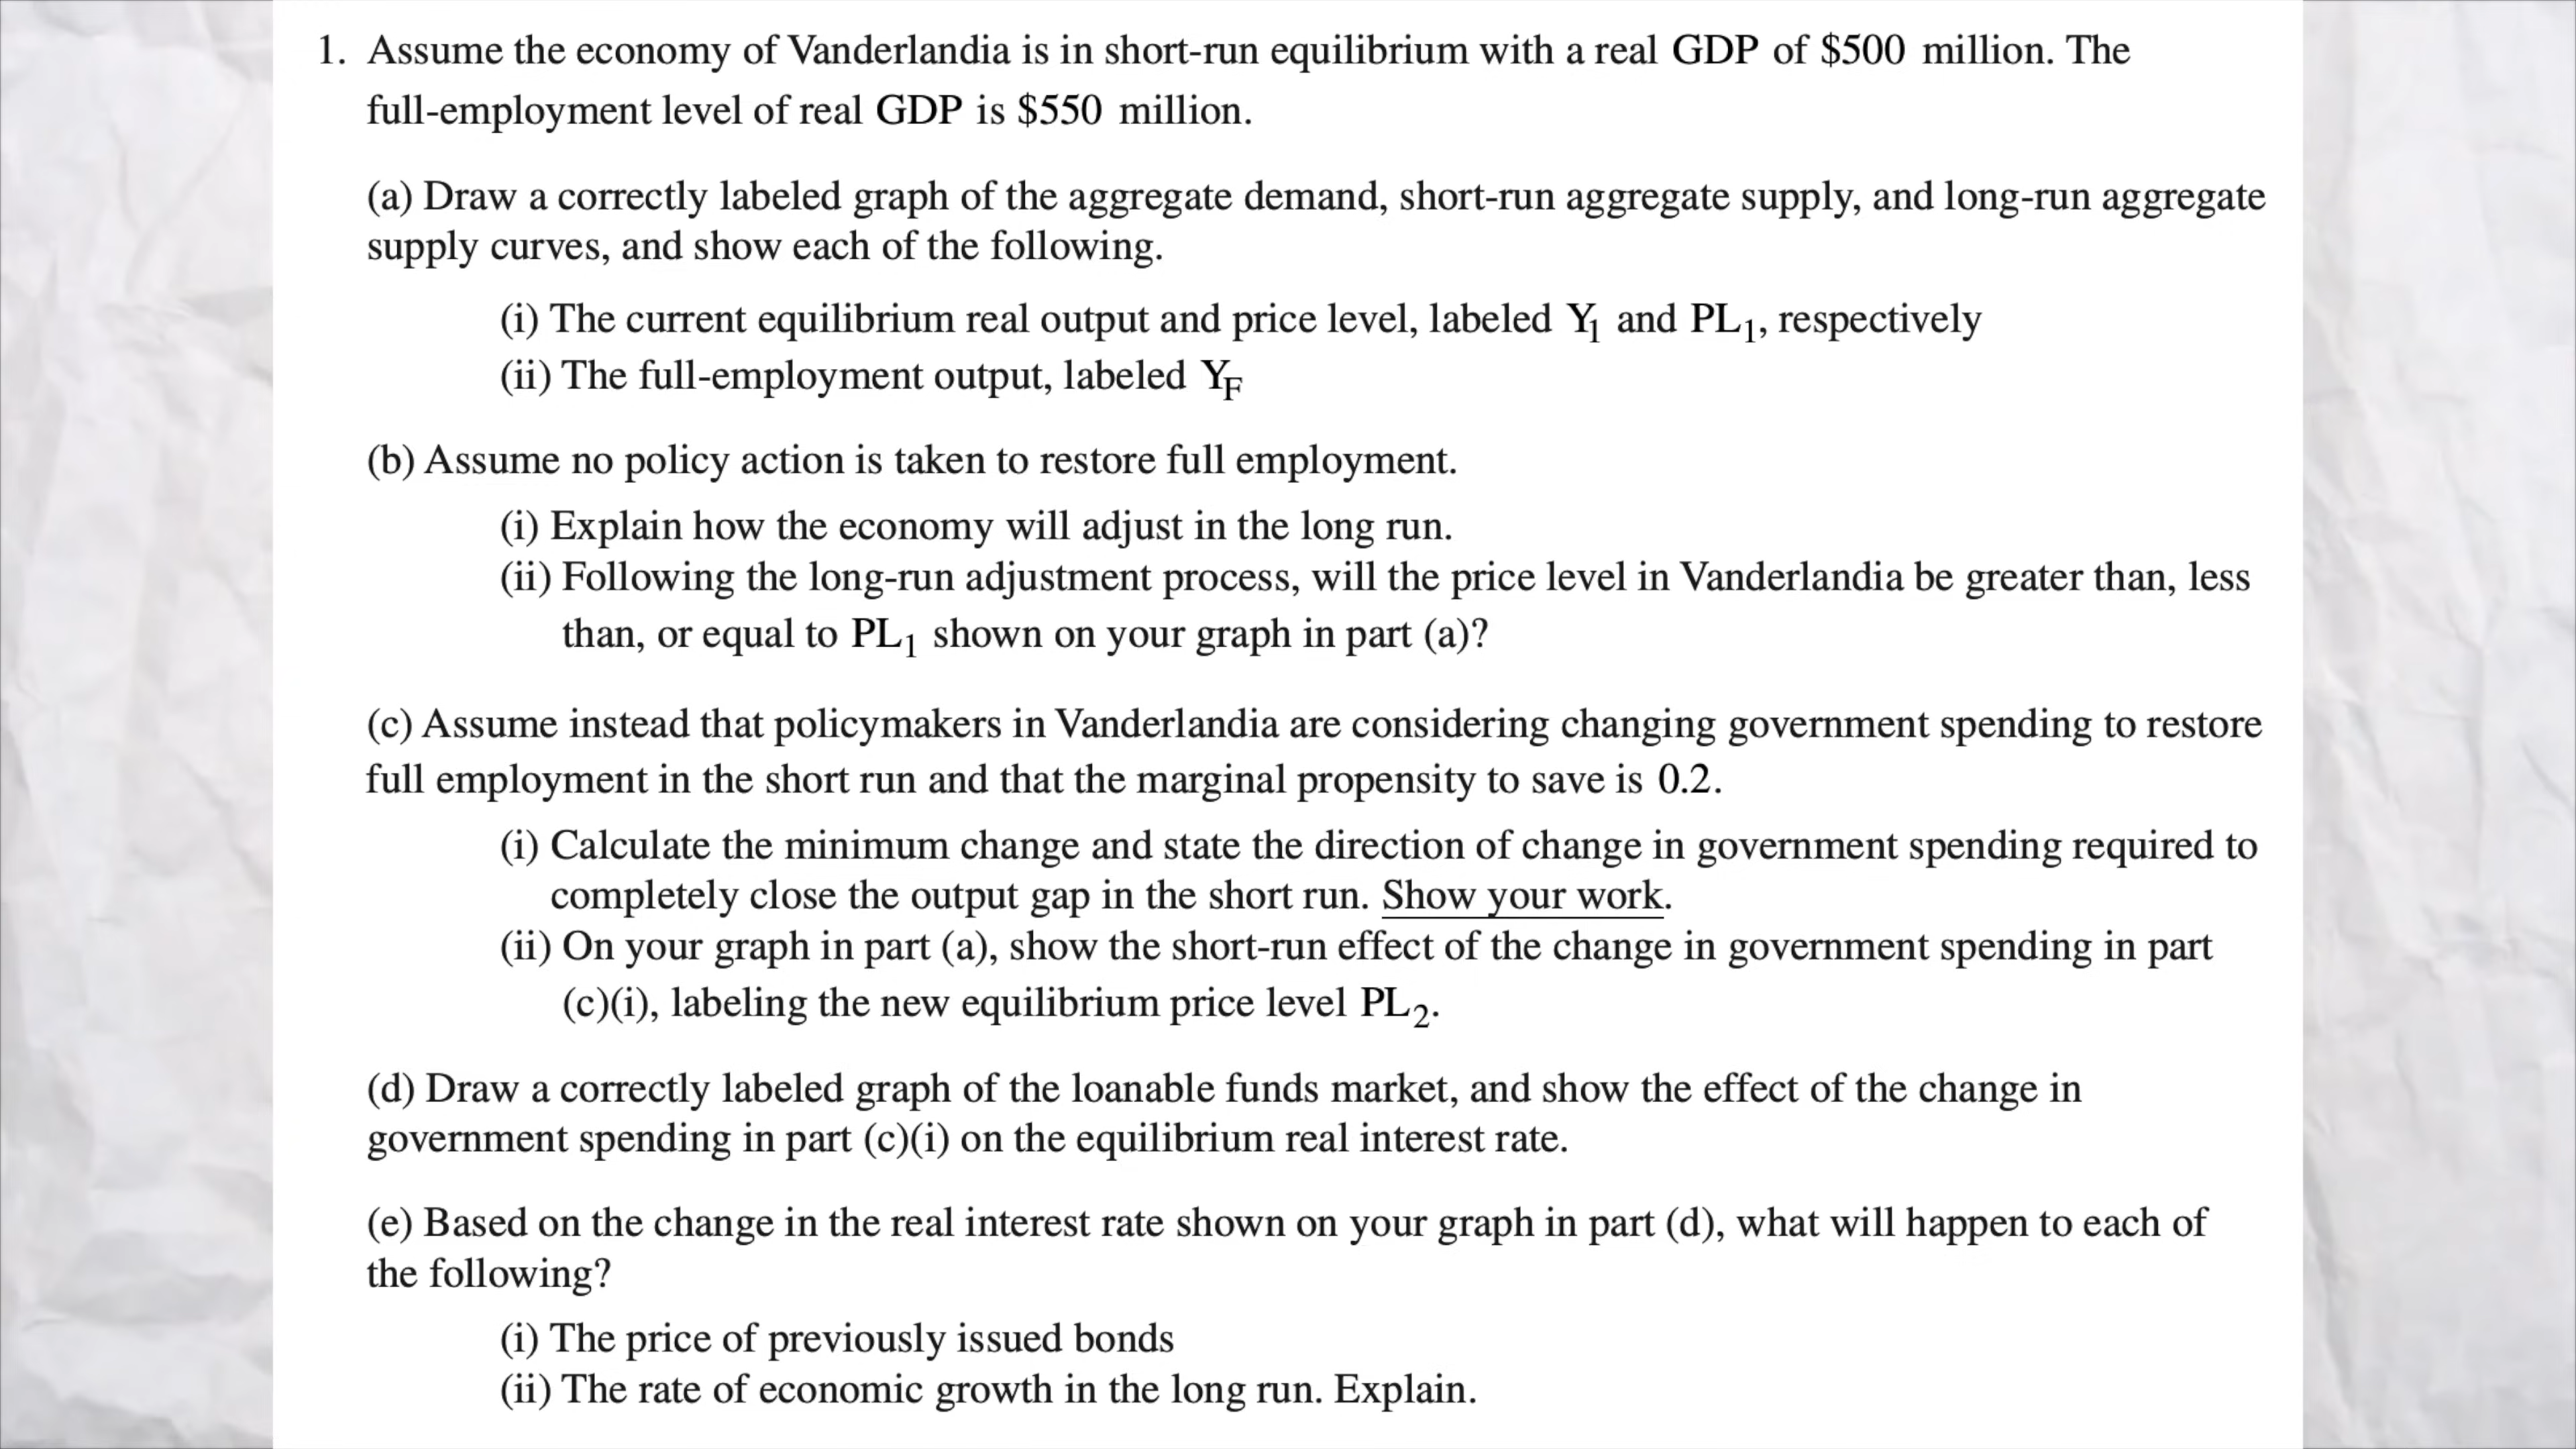 1. Assume the economy of Vanderlandia is in short-run equilibrium with a real GDP of $500 million. The
full-employment level of real GDP is $550 million.
(a) Draw a correctly labeled graph of the aggregate demand, short-run aggregate supply, and long-run aggregate
supply curves, and show each of the following.
(i) The current equilibrium real output and price level, labeled Y₁ and PL₁, respectively
(ii) The full-employment output, labeled Y_F
(b) Assume no policy action is taken to restore full employment.
(i) Explain how the economy will adjust in the long run.
(ii) Following the long-run adjustment process, will the price level in Vanderlandia be greater than, less
than, or equal to PL₁ shown on your graph in part (a)?
(c) Assume instead that policymakers in Vanderlandia are considering changing government spending to restore
full employment in the short run and that the marginal propensity to save is 0.2.
(i) Calculate the minimum change and state the direction of change in government spending required to
completely close the output gap in the short run. Show your work.
(ii) On your graph in part (a), show the short-run effect of the change in government spending in part
(c)(i), labeling the new equilibrium price level PL₂.
(d) Draw a correctly labeled graph of the loanable funds market, and show the effect of the change in
government spending in part (c)(i) on the equilibrium real interest rate.
(e) Based on the change in the real interest rate shown on your graph in part (d), what will happen to each of
the following?
(i) The price of previously issued bonds
(ii) The rate of economic growth in the long run. Explain.